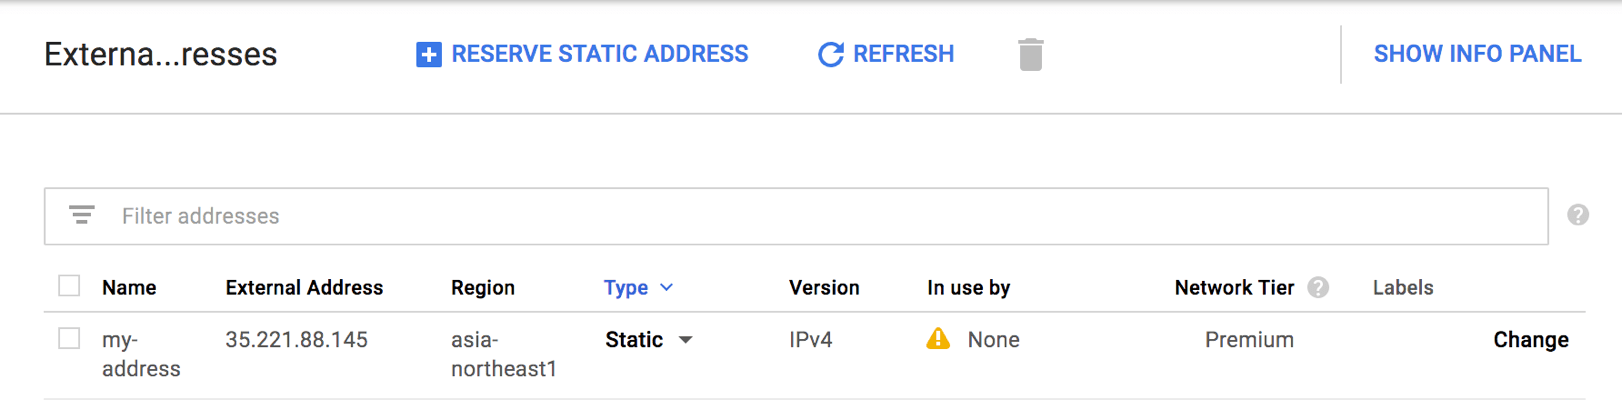 Externa...resses RESERVE STATIC ADDRESS REFRESH SHOW INFO PANEL
Filter addresses ?
Name External Address Region Type Version In use by Network Tier ? Labels
my- 35.221.88.145 asia- Static IPv4 None Premium Change
address northeast1